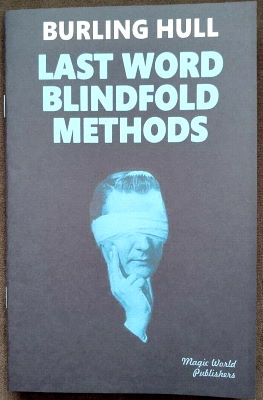 BURLING HULL
LAST WORD
BLINDFOLD
METHODS
Magic World
Publishers